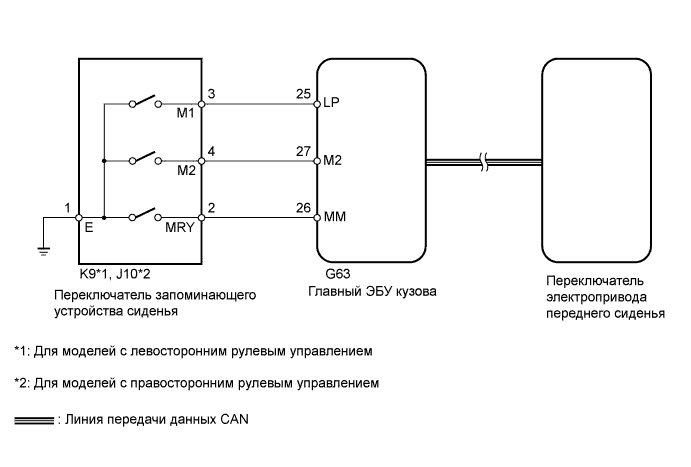 3
25
M1
LP
4
27
M2
M2
1
2
26
E
MRY
MM
K9*1, J10*2
Переключатель запоминающего
устройства сиденья
G63
Главный ЭБУ кузова
Переключатель
электропривода
переднего сиденья
*1: Для моделей с левосторонним рулевым управлением
*2: Для моделей с правосторонним рулевым управлением
: Линия передачи данных CAN